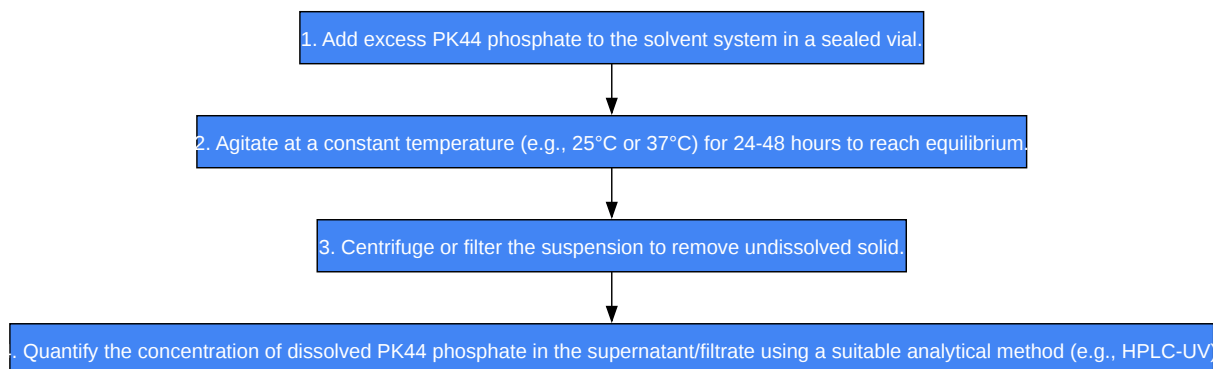 1. Add excess PK44 phosphate to the solvent system in a sealed vial.
2. Agitate at a constant temperature (e.g., 25°C or 37°C) for 24-48 hours to reach equilibrium.
3. Centrifuge or filter the suspension to remove undissolved solid.
. Quantify the concentration of dissolved PK44 phosphate in the supernatant/filtrate using a suitable analytical method (e.g., HPLC-UV)